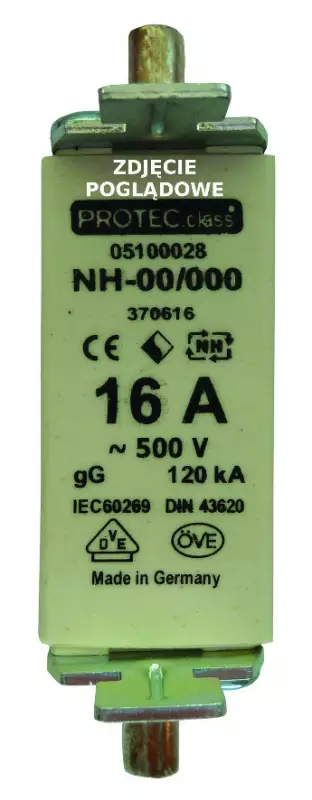 ZDJĘCIE
POGLĄDOWE
PROTEC.class
05100028
NH-00/000
370616
CE NH
16 A
~ 500 V
gG 120 kA
IEC60269 DIN 43620
DVE ÖVE
Made in Germany